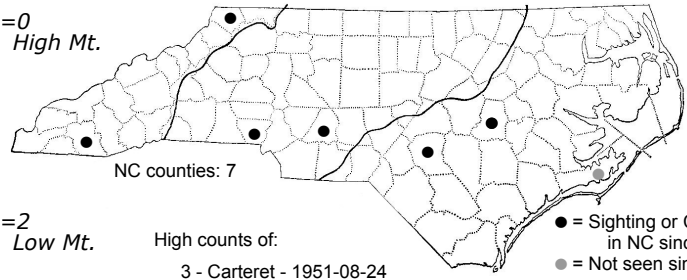 =0
High Mt.
NC counties: 7
=2
Low Mt.
High counts of:
3 - Carteret - 1951-08-24
= Sighting or
in NC sinc
= Not seen sin